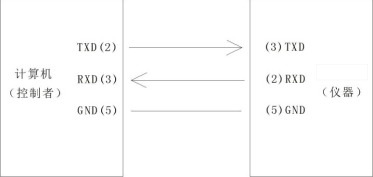 TXD(2)
(3)TXD
计算机
(控制者)
RXD(3)
(2)RXD
(仪器)
GND(5)
(5)GND